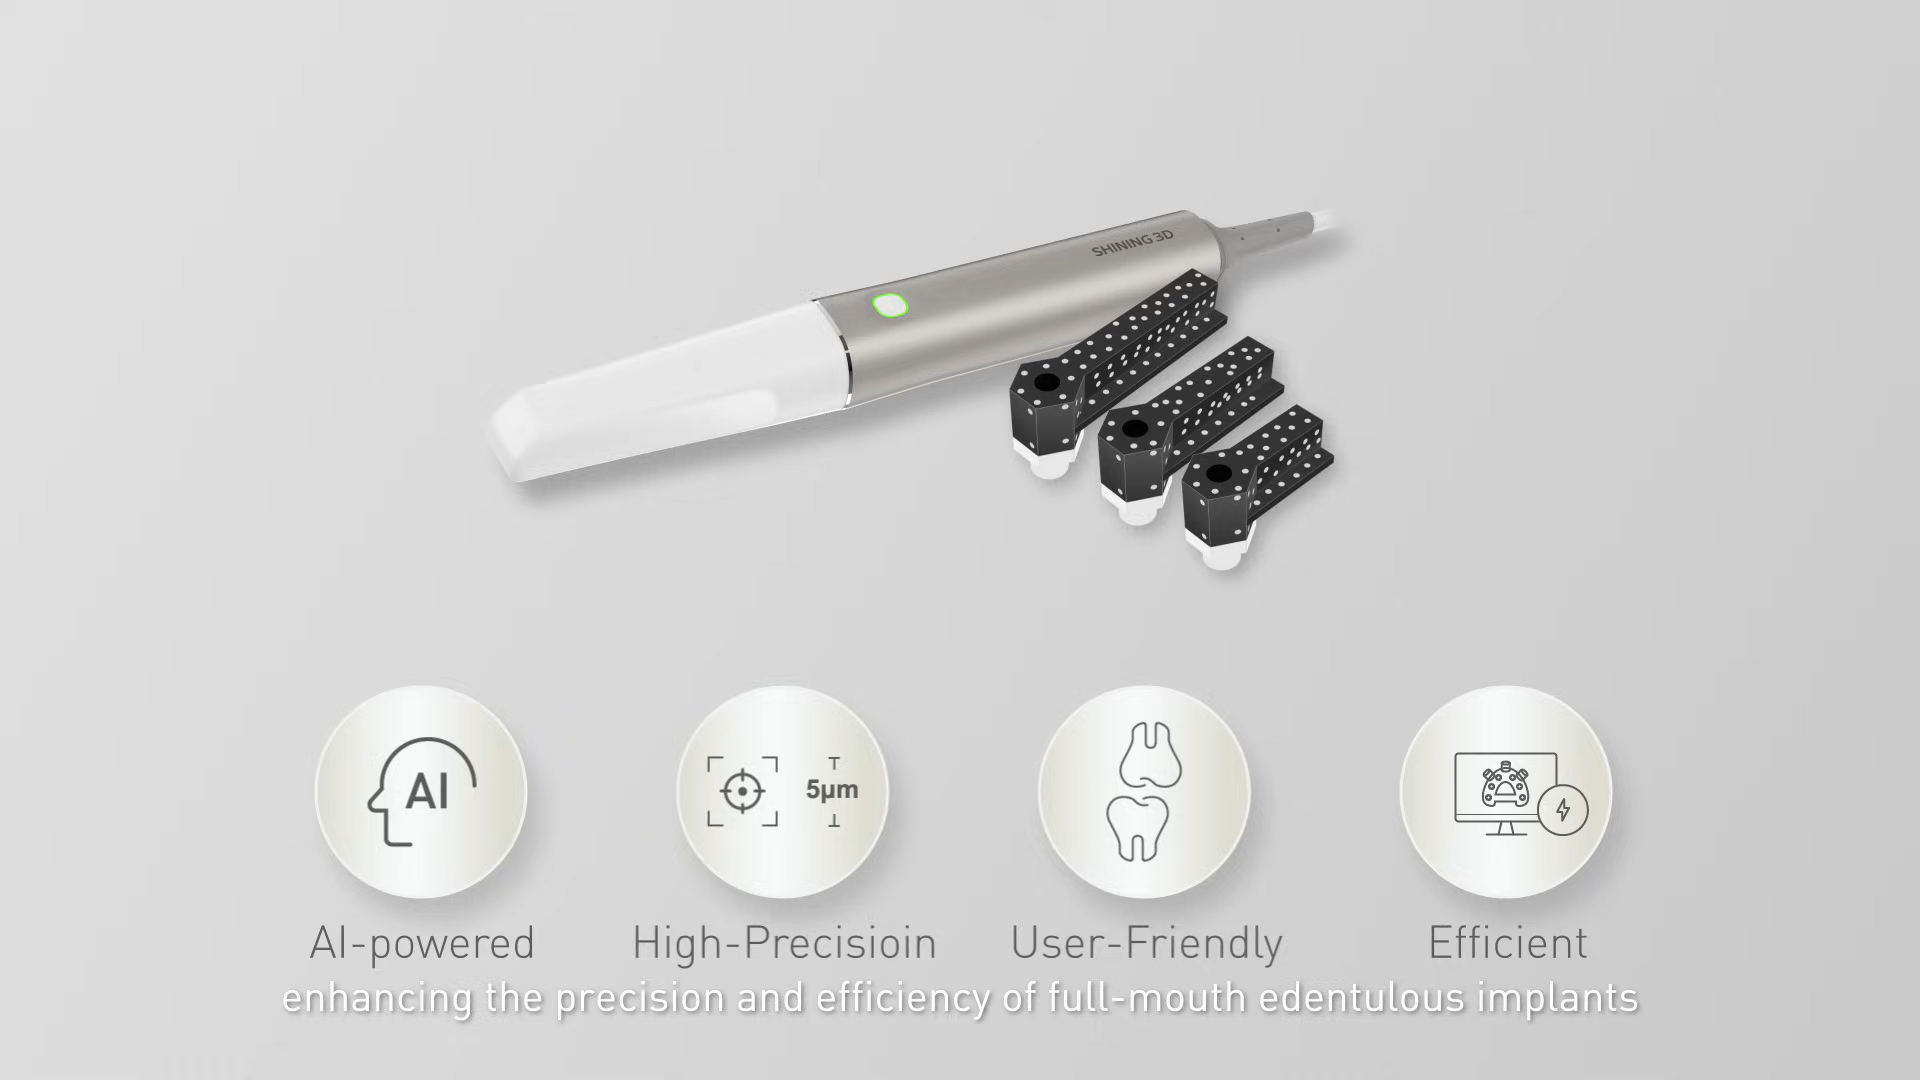 SHINING 3D
AI
5µm
AI-powered
High-Precisioin
User-Friendly
Efficient
enhancing the precision and efficiency of full-mouth edentulous implants